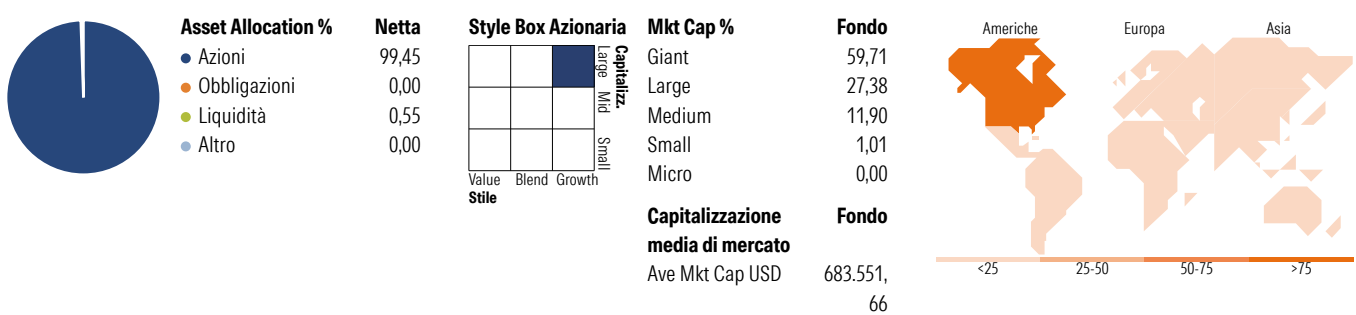 Asset Allocation % Netta
Azioni 99,45
Obbligazioni 0,00
Liquidità 0,55
Altro 0,00
Style Box Azionaria
Capitalizz.
Large Mid Small
Value Blend Growth
Stile
Mkt Cap % Fondo
Giant 59,71
Large 27,38
Medium 11,90
Small 1,01
Micro 0,00
Capitalizzazione Fondo
media di mercato
Ave Mkt Cap USD 683.551,
66
Americhe Europa Asia
<25 25-50 50-75 >75